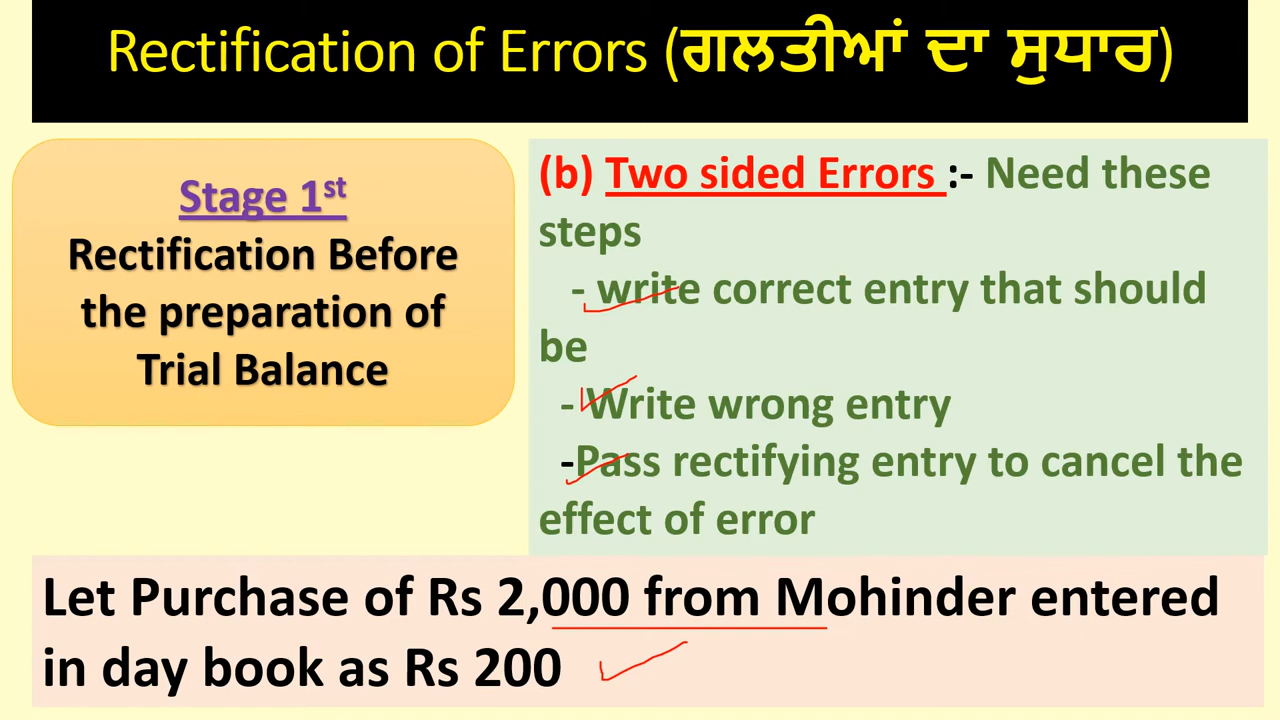 Rectification of Errors (ਗਲਤੀਆਂ ਦਾ ਸੁਧਾਰ)
Stage 1st
Rectification Before
the preparation of
Trial Balance
(b) Two sided Errors :- Need these
steps
- write correct entry that should
be
- Write wrong entry
-Pass rectifying entry to cancel the
effect of error
Let Purchase of Rs 2,000 from Mohinder entered
in day book as Rs 200